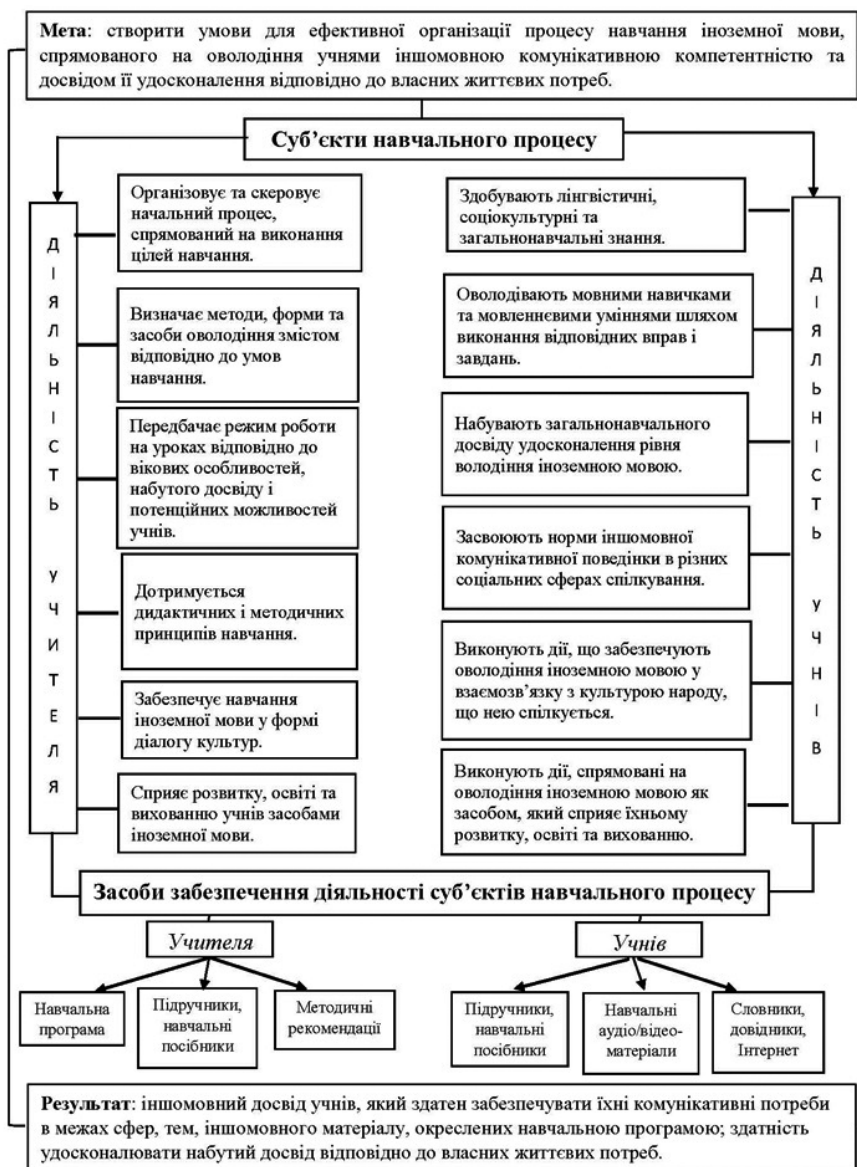 Мета: створити умови для ефективної організації процесу навчання іноземної мови,
спрямованого на оволодіння учнями іншомовною комунікативною компетентністю та
досвідом її удосконалення відповідно до власних життєвих потреб.
Суб’єкти навчального процесу
ДІЯЛЬНІСТЬ УЧИТЕЛЯ
Організовує та скеровує
начальний процес,
спрямований на виконання
цілей навчання.
Визначає методи, форми та
засоби оволодіння змістом
відповідно до умов
навчання.
Передбачає режим роботи
на уроках відповідно до
вікових особливостей,
набутого досвіду і
потенційних можливостей
учнів.
Дотримується
дидактичних і методичних
принципів навчання.
Забезпечує навчання
іноземної мови у формі
діалогу культур.
Сприяє розвитку, освіті та
вихованню учнів засобами
іноземної мови.
Здобувають лінгвістичні,
соціокультурні та
загальнонавчальні знання.
Оволодівають мовними навичками
та мовленнєвими уміннями шляхом
виконання відповідних вправ і
завдань.
Набувають загальнонавчального
досвіду удосконалення рівня
володіння іноземною мовою.
Засвоюють норми іншомовної
комунікативної поведінки в різних
соціальних сферах спілкування.
Виконують дії, що забезпечують
оволодіння іноземною мовою у
взаємозв’язку з культурою народу,
що нею спілкується.
Виконують дії, спрямовані на
оволодіння іноземною мовою як
засобом, який сприяє їхньому
розвитку, освіті та вихованню.
ДІЯЛЬНІСТЬ УЧНІВ
Засоби забезпечення діяльності суб’єктів навчального процесу
Учителя
Навчальна
програма
Підручники,
навчальні
посібники
Методичні
рекомендації
Учнів
Підручники,
навчальні
посібники
Навчальні
аудіо/відео-
матеріали
Словники,
довідники,
Інтернет
Результат: іншомовний досвід учнів, який здатен забезпечувати їхні комунікативні потреби
в межах сфер, тем, іншомовного матеріалу, окреслених навчальною програмою; здатність
удосконалювати набутий досвід відповідно до власних життєвих потреб.